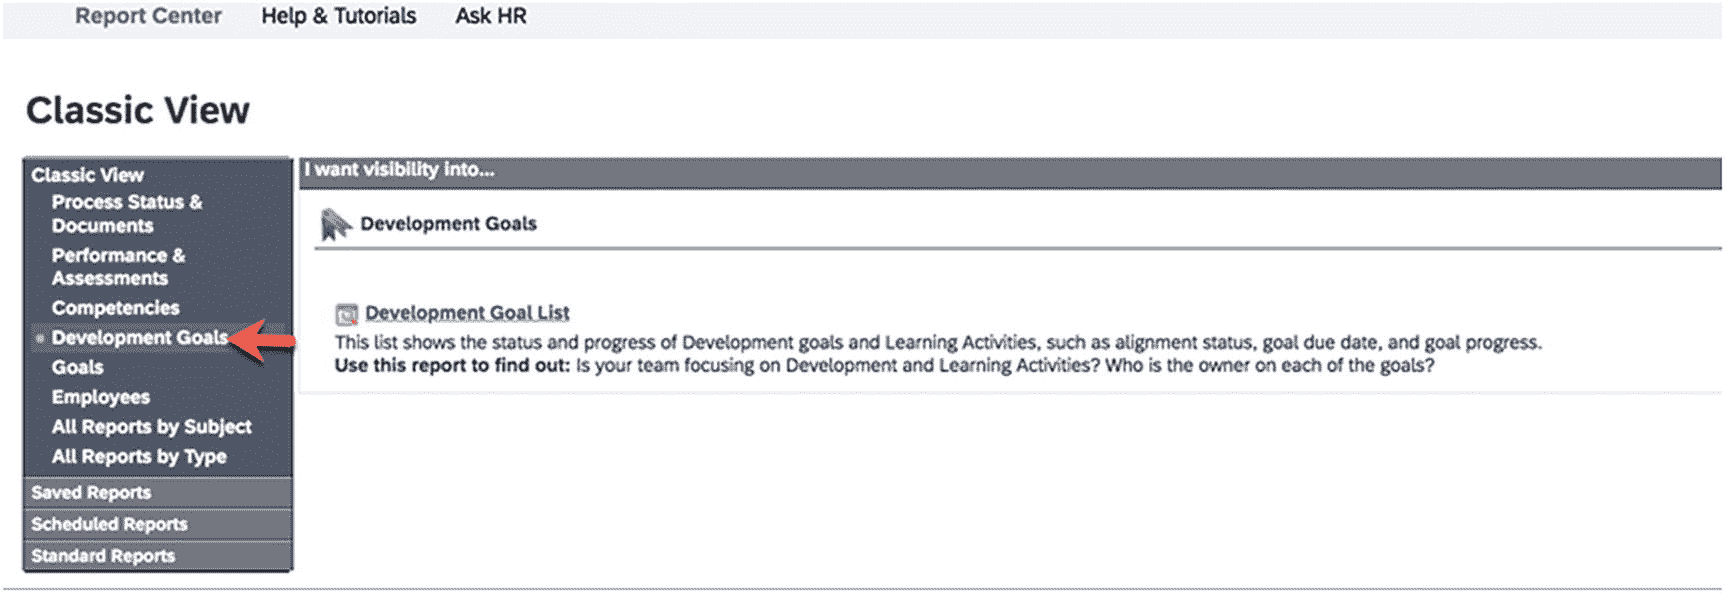 Report Center Help & Tutorials Ask HR
Classic View
Classic View
Process Status &
Documents
Performance &
Assessments
Competencies
Development Goals
Goals
Employees
All Reports by Subject
All Reports by Type
Saved Reports
Scheduled Reports
Standard Reports
I want visibility into...
Development Goals
Development Goal List
This list shows the status and progress of Development goals and Learning Activities, such as alignment status, goal due date, and goal progress.
Use this report to find out: Is your team focusing on Development and Learning Activities? Who is the owner on each of the goals?